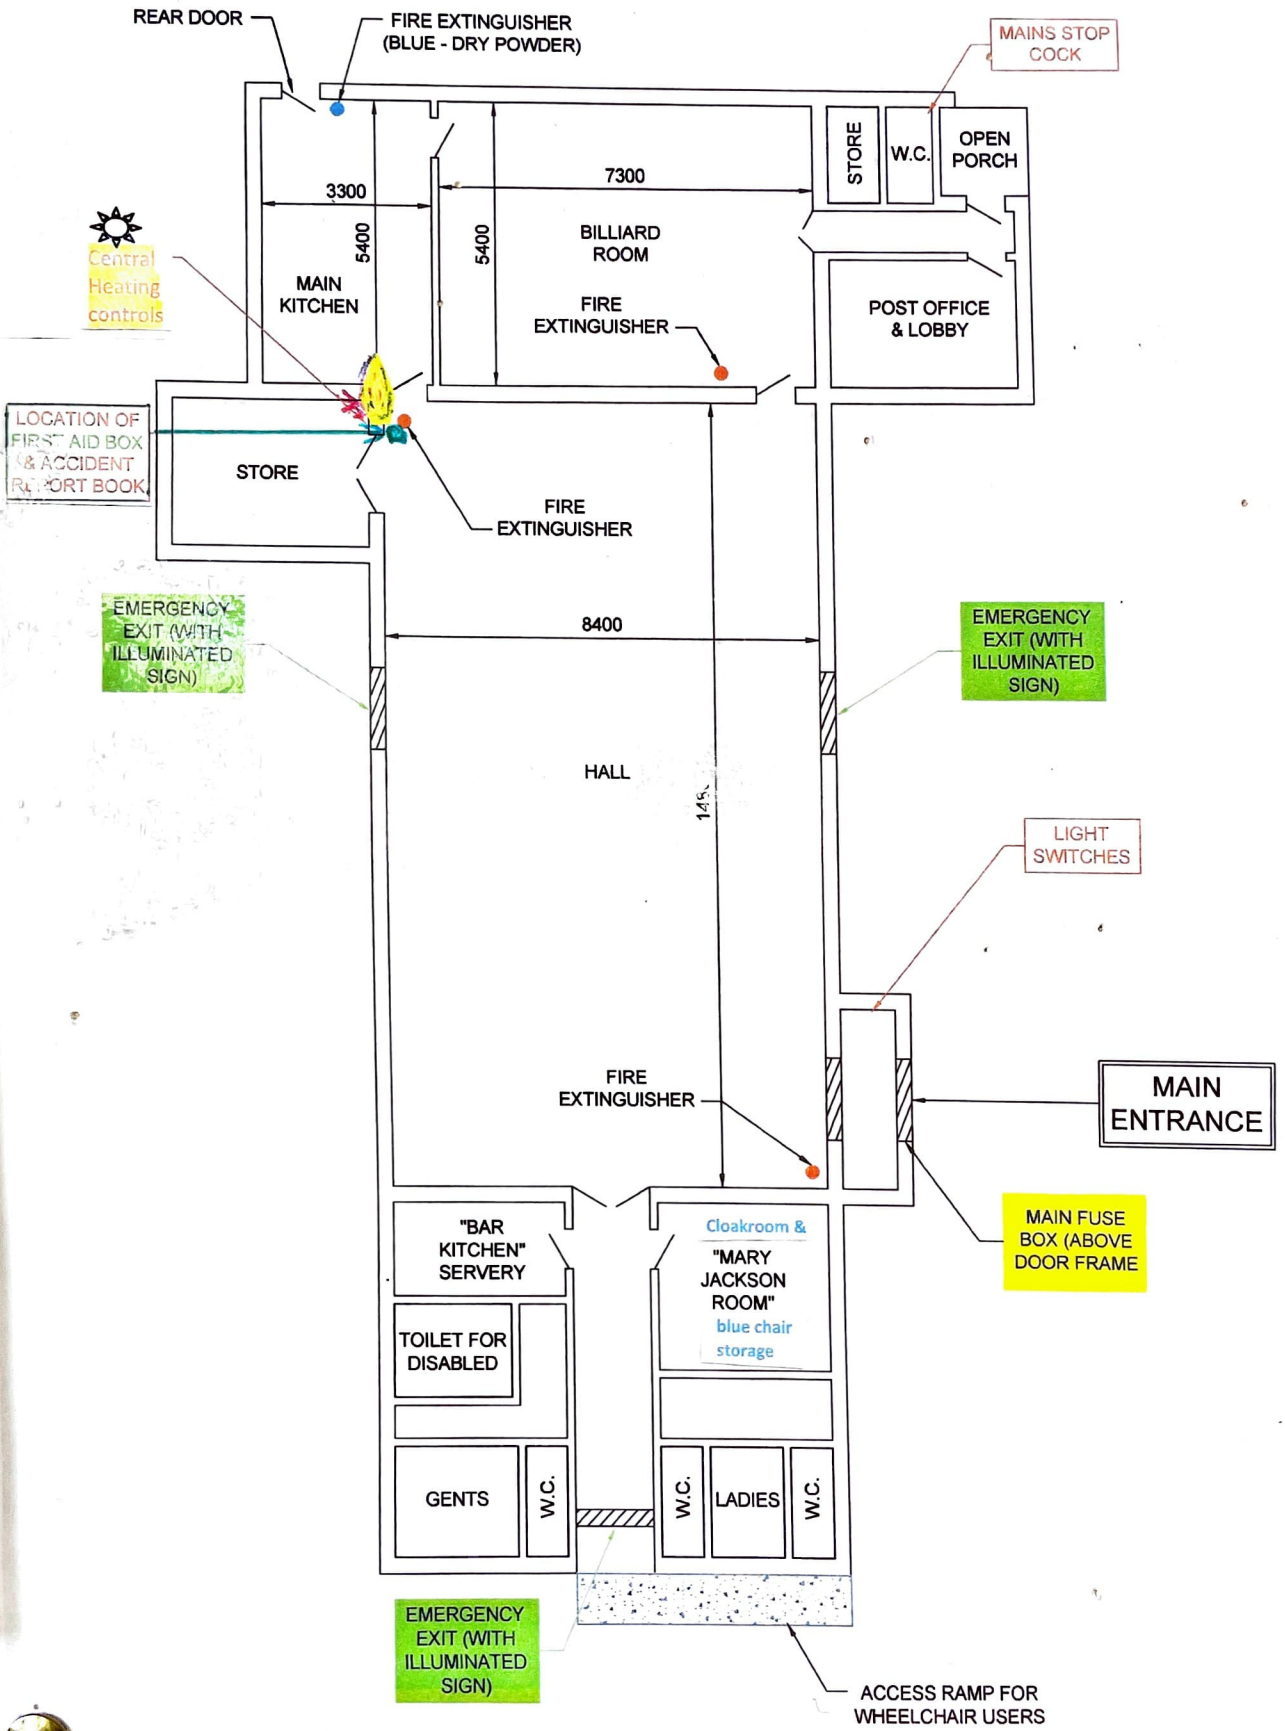 REAR DOOR
FIRE EXTINGUISHER
(BLUE - DRY POWDER)
MAINS STOP
COCK
STORE
W.C.
OPEN
PORCH
3300
5400
7300
5400
BILLIARD
ROOM
Central
Heating
controls
MAIN
KITCHEN
FIRE
EXTINGUISHER
POST OFFICE
& LOBBY
LOCATION OF
FIRST AID BOX
& ACCIDENT
REPORT BOOK
STORE
FIRE
EXTINGUISHER
EMERGENCY
EXIT (WITH
ILLUMINATED
SIGN)
8400
EMERGENCY
EXIT (WITH
ILLUMINATED
SIGN)
HALL
LIGHT
SWITCHES
FIRE
EXTINGUISHER
MAIN
ENTRANCE
MAIN FUSE
BOX (ABOVE
DOOR FRAME
"BAR
KITCHEN"
SERVERY
Cloakroom &
"MARY
JACKSON
ROOM"
blue chair
storage
TOILET FOR
DISABLED
GENTS
W.C.
W.C.
LADIES
W.C.
EMERGENCY
EXIT (WITH
ILLUMINATED
SIGN)
ACCESS RAMP FOR
WHEELCHAIR USERS